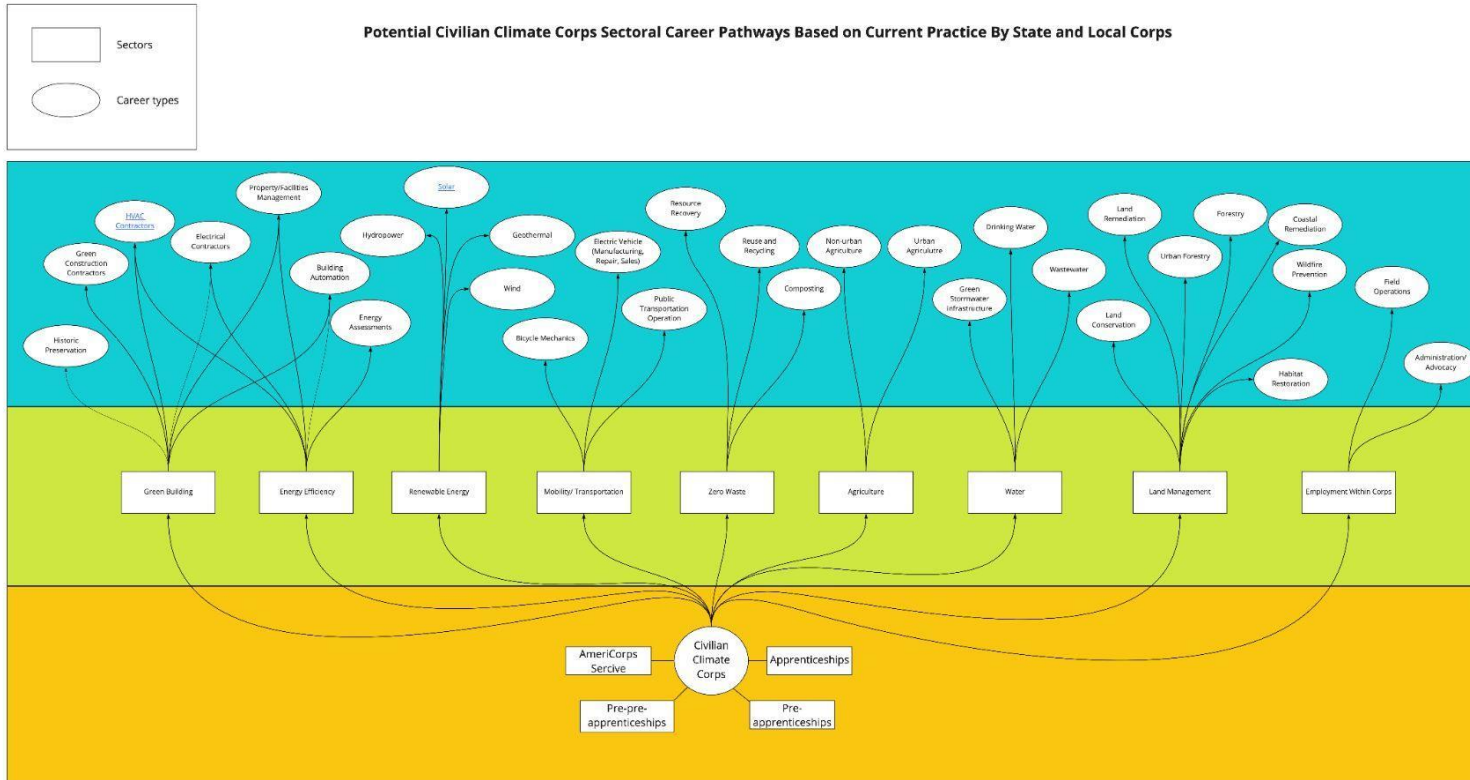 Potential Civilian Climate Corps Sectoral Career Pathways Based on Current Practice By State and Local Corps
Sectors
Career types
Historic
Preservation
Green
Construction
Contractors
HVAC
Contractors
Electrical
Contractors
Property/Facilities
Management
Building
Automation
Energy
Assessments
Hydropower
Solar
Geothermal
Wind
Bicycle Mechanics
Electric Vehicle
(Manufacturing,
Repair, Sales)
Public
Transportation
Operation
Resource
Recovery
Reuse and
Recycling
Composting
Non-urban
Agriculture
Urban
Agriculutre
Green
Stormwater
Infrastructure
Drinking Water
Wastewater
Land
Conservation
Land
Remediation
Urban Forestry
Forestry
Coastal
Remediation
Wildfire
Prevention
Habitat
Restoration
Field
Operations
Administration/
Advocacy
Green Building
Energy Efficiency
Renewable Energy
Mobility/ Transportation
Zero Waste
Agriculture
Water
Land Management
Employment Within Corps
Civilian
Climate
Corps
AmeriCorps
Sercive
Apprenticeships
Pre-pre-
apprenticeships
Pre-
apprenticeships